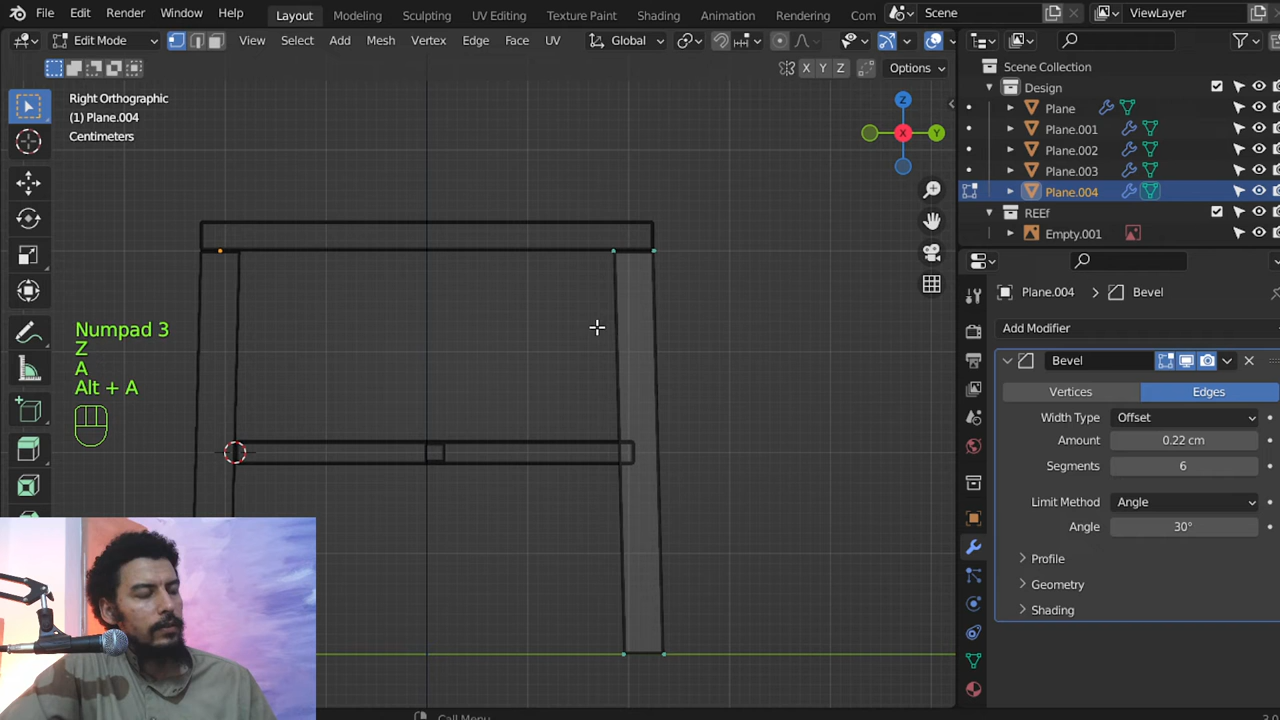 File Edit Render Window Help Layout Modeling Sculpting UV Editing Texture Paint Shading Animation Rendering Com Scene ViewLayer
Edit Mode View Select Add Mesh Vertex Edge Face UV Global
X Y Z Options
Right Orthographic
(1) Plane.004
Centimeters
Z
Y
X
Numpad 3
Z
A
Alt + A
Call Menu
Scene Collection
Design
Plane
Plane.001
Plane.002
Plane.003
Plane.004
REEf
Empty.001
Plane.004 > Bevel
Add Modifier
Bevel
Vertices Edges
Width Type Offset
Amount 0.22 cm
Segments 6
Limit Method Angle
Angle 30°
Profile
Geometry
Shading